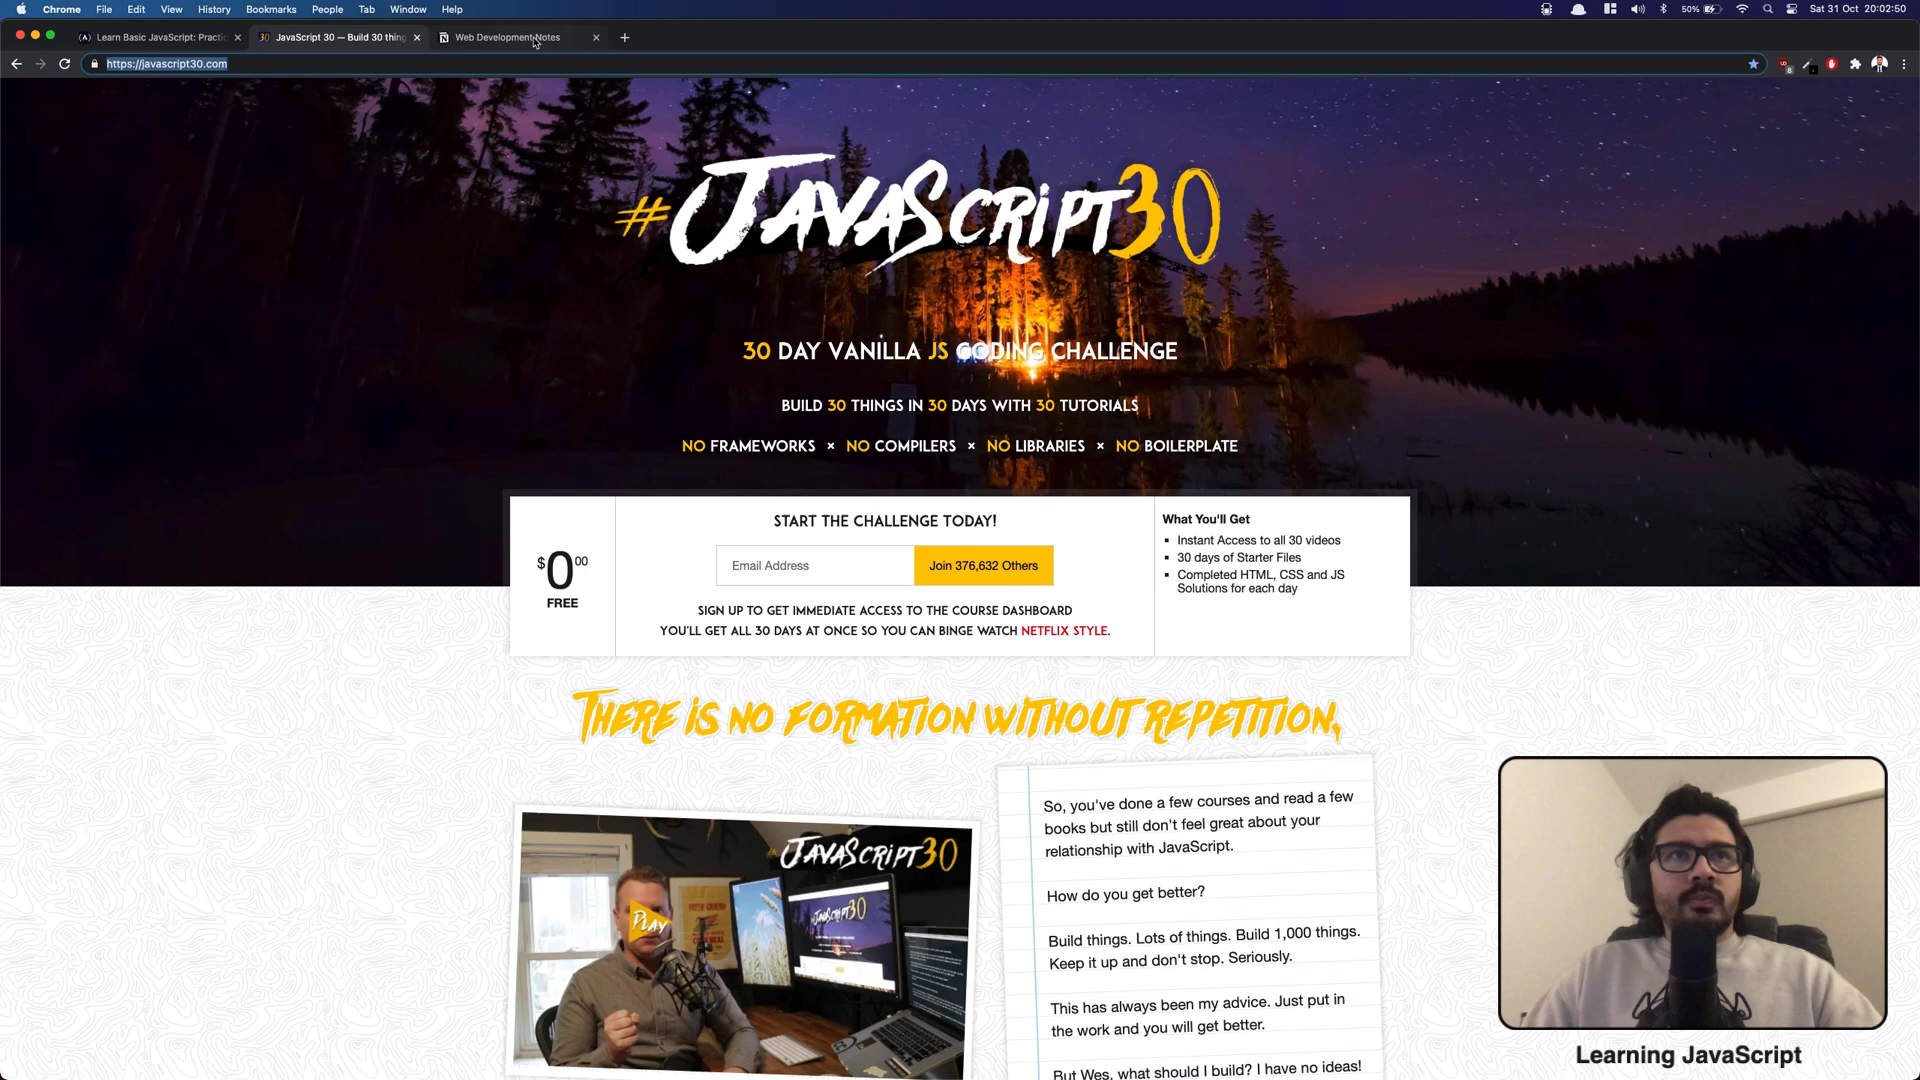 Chrome File Edit View History Bookmarks People Tab Window Help
50% Sat 31 Oct 20:02:50
Learn Basic JavaScript: Practic
JavaScript 30 — Build 30 thing
Web Development Notes
https://javascript30.com
#JAVASCRIPT30
30 DAY VANILLA JS CODING CHALLENGE
BUILD 30 THINGS IN 30 DAYS WITH 30 TUTORIALS
NO FRAMEWORKS × NO COMPILERS × NO LIBRARIES × NO BOILERPLATE
$000
FREE
START THE CHALLENGE TODAY!
Email Address
Join 376,632 Others
SIGN UP TO GET IMMEDIATE ACCESS TO THE COURSE DASHBOARD
YOU'LL GET ALL 30 DAYS AT ONCE SO YOU CAN BINGE WATCH NETFLIX STYLE.
What You'll Get
Instant Access to all 30 videos
30 days of Starter Files
Completed HTML, CSS and JS
Solutions for each day
THERE IS NO FORMATION WITHOUT REPETITION.
#JAVASCRIPT30
PLAY
FRESH GROUND
JAVASCRIPT30
So, you've done a few courses and read a few
books but still don't feel great about your
relationship with JavaScript.
How do you get better?
Build things. Lots of things. Build 1,000 things.
Keep it up and don't stop. Seriously.
This has always been my advice. Just put in
the work and you will get better.
But Wes, what should I build? I have no ideas!
Learning JavaScript